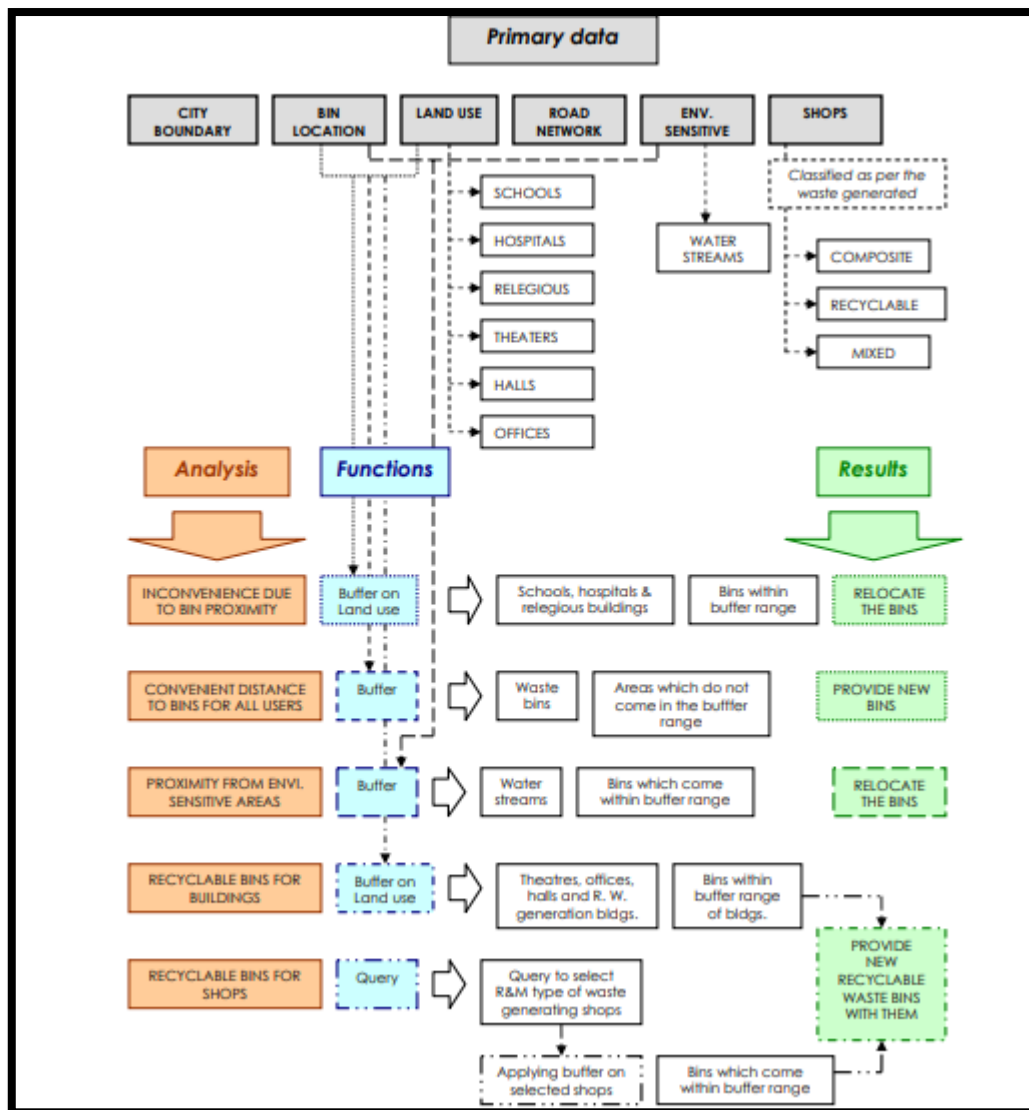 Primary data
CITY
BOUNDARY
BIN
LOCATION
LAND USE
ROAD
NETWORK
ENV.
SENSITIVE
SHOPS
Classified as per the
waste generated
SCHOOLS
HOSPITALS
RELEGIOUS
THEATERS
HALLS
OFFICES
WATER
STREAMS
COMPOSITE
RECYCLABLE
MIXED
Analysis
Functions
Results
INCONVENIENCE DUE
TO BIN PROXIMITY
Buffer on
Land use
Schools, hospitals &
relegious buildings
Bins within
buffer range
RELOCATE
THE BINS
CONVENIENT DISTANCE
TO BINS FOR ALL USERS
Buffer
Waste
bins
Areas which do not
come in the bufffer
range
PROVIDE NEW
BINS
PROXIMITY FROM ENVI.
SENSITIVE AREAS
Buffer
Water
streams
Bins which come
within buffer range
RELOCATE
THE BINS
RECYCLABLE BINS FOR
BUILDINGS
Buffer on
Land use
Theatres, offices,
halls and R. W.
generation bldgs.
Bins within
buffer range
of bldgs.
PROVIDE
NEW
RECYCLABLE
WASTE BINS
WITH THEM
RECYCLABLE BINS FOR
SHOPS
Query
Query to select
R&M type of waste
generating shops
Applying buffer on
selected shops
Bins which come
within buffer range